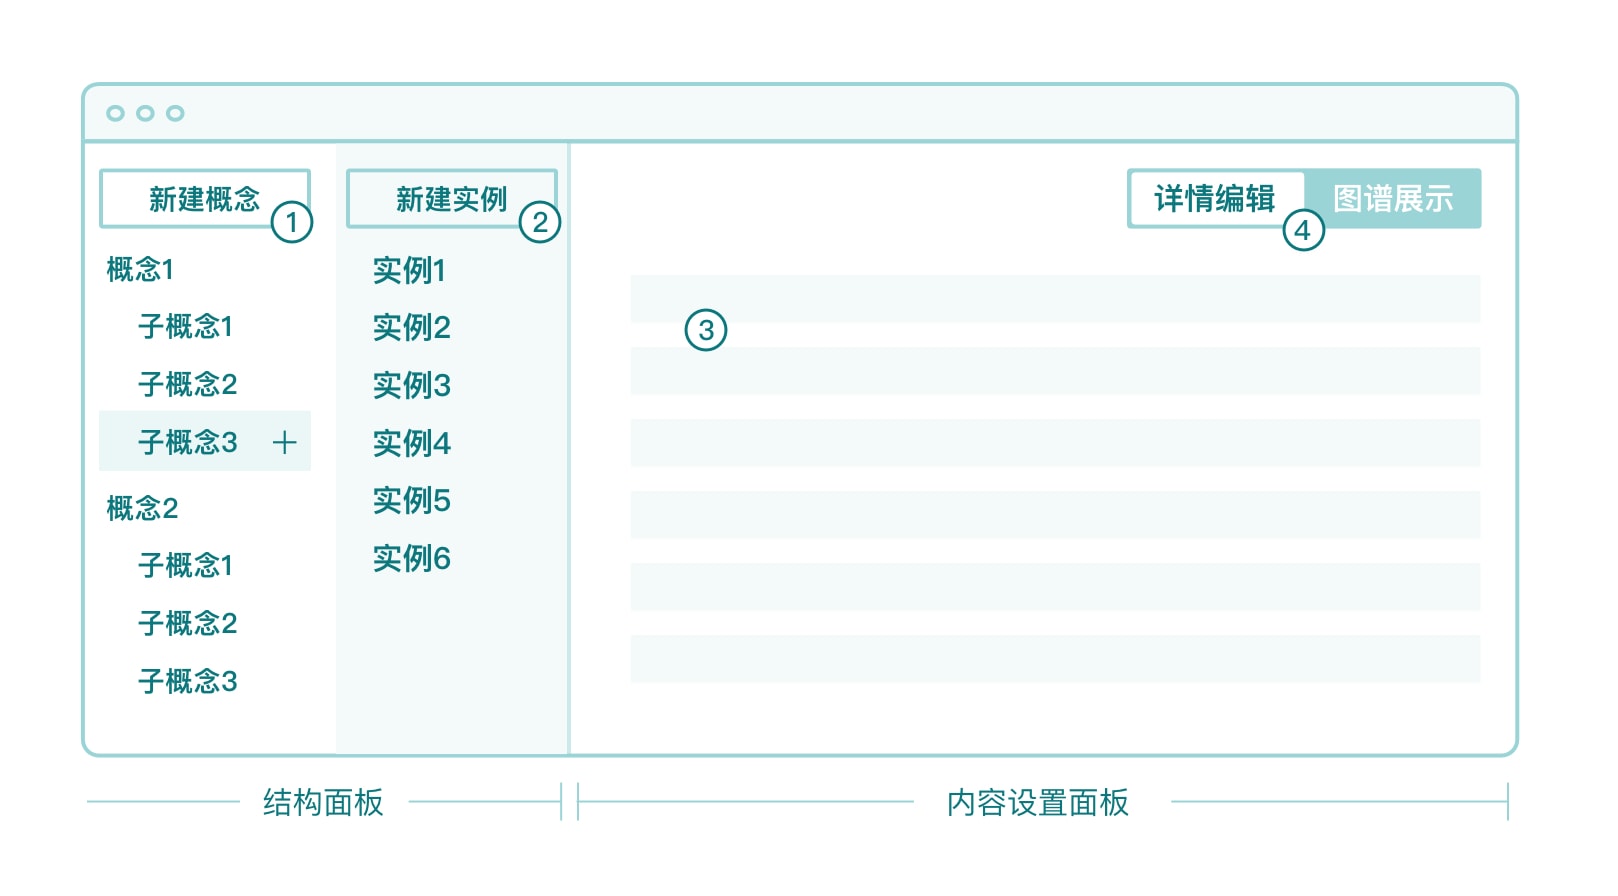 新建概念
1
概念1
子概念1
子概念2
子概念3 +
概念2
子概念1
子概念2
子概念3
新建实例
2
实例1
实例2
实例3
实例4
实例5
实例6
详情编辑
图谱展示
4
3
结构面板
内容设置面板